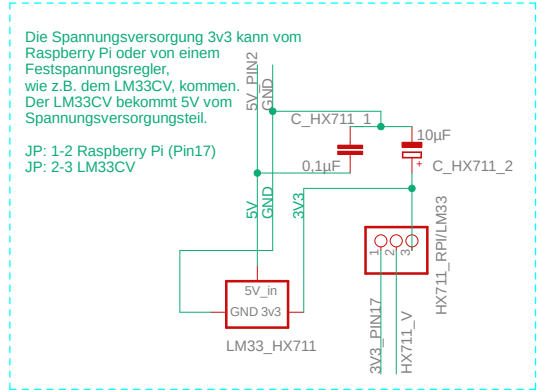 Die Spannungsversorgung 3v3 kann vom
Raspberry Pi oder von einem
Festspannungsregler,
wie z.B. dem LM33CV, kommen.
Der LM33CV bekommt 5V vom
Spannungsversorgungsteil.
JP: 1-2 Raspberry Pi (Pin17)
JP: 2-3 LM33CV
5V_PIN2
GND
C_HX711_1
10µF
+
0,1µF
C_HX711_2
5V
GND
3V3
1
2
3
HX711_RPI/LM33
5V_in
GND 3v3
LM33_HX711
3V3_PIN17
HX711_V